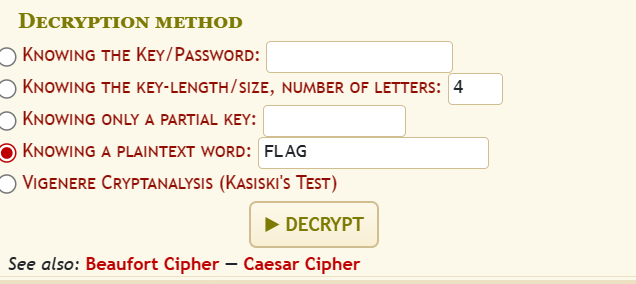 Decryption method
Knowing the Key/Password:
Knowing the key-length/size, number of letters: 4
Knowing only a partial key:
Knowing a plaintext word: FLAG
Vigenere Cryptanalysis (Kasiski's Test)
▶ DECRYPT
See also: Beaufort Cipher — Caesar Cipher